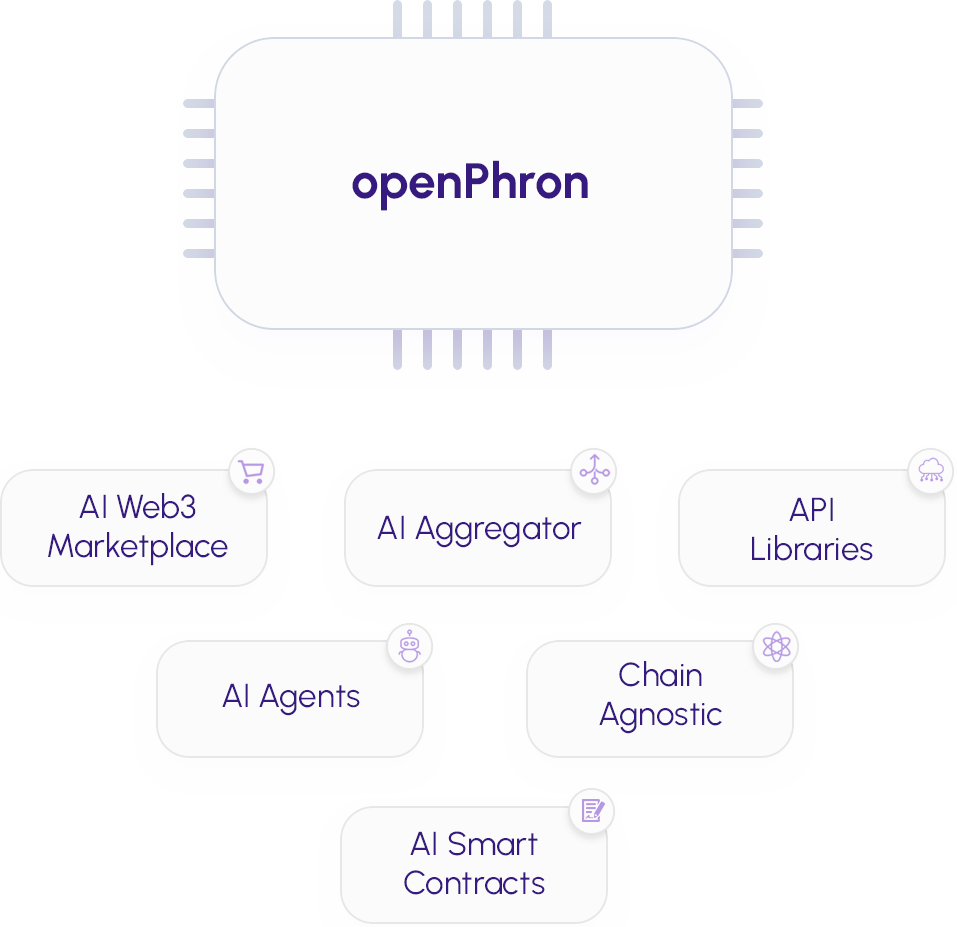 openPhron
AI Web3
Marketplace
AI Aggregator
API
Libraries
AI Agents
Chain
Agnostic
AI Smart
Contracts